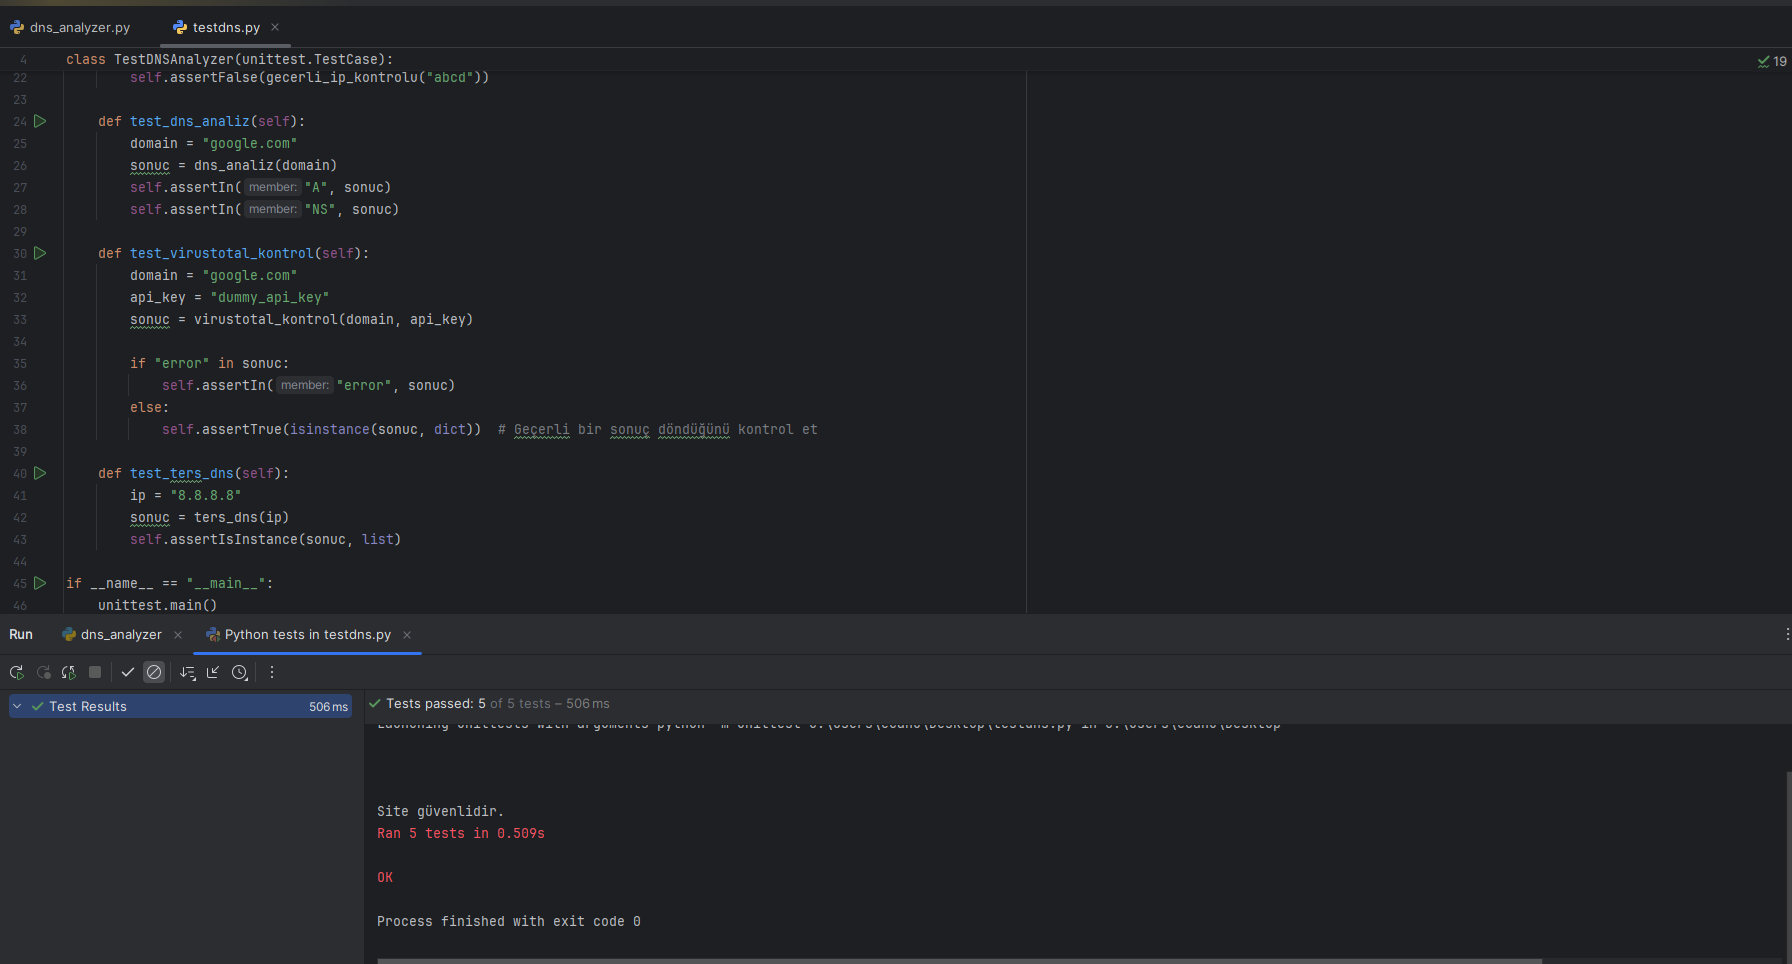 dns_analyzer.py testdns.py ×
4 class TestDNSAnalyzer(unittest.TestCase): 19
22 self.assertFalse(gecerli_ip_kontrolu("abcd"))
23
24 def test_dns_analiz(self):
25 domain = "google.com"
26 sonuc = dns_analiz(domain)
27 self.assertIn( member: "A", sonuc)
28 self.assertIn( member: "NS", sonuc)
29
30 def test_virustotal_kontrol(self):
31 domain = "google.com"
32 api_key = "dummy_api_key"
33 sonuc = virustotal_kontrol(domain, api_key)
34
35 if "error" in sonuc:
36 self.assertIn( member: "error", sonuc)
37 else:
38 self.assertTrue(isinstance(sonuc, dict)) # Geçerli bir sonuç döndüğünü kontrol et
39
40 def test_ters_dns(self):
41 ip = "8.8.8.8"
42 sonuc = ters_dns(ip)
43 self.assertIsInstance(sonuc, list)
44
45 if __name__ == "__main__":
46 unittest.main()
Run dns_analyzer × Python tests in testdns.py ×
Test Results 506 ms
Tests passed: 5 of 5 tests – 506 ms
Launching unittests with arguments python -m unittest
Site güvenlidir.
Ran 5 tests in 0.509s
OK
Process finished with exit code 0